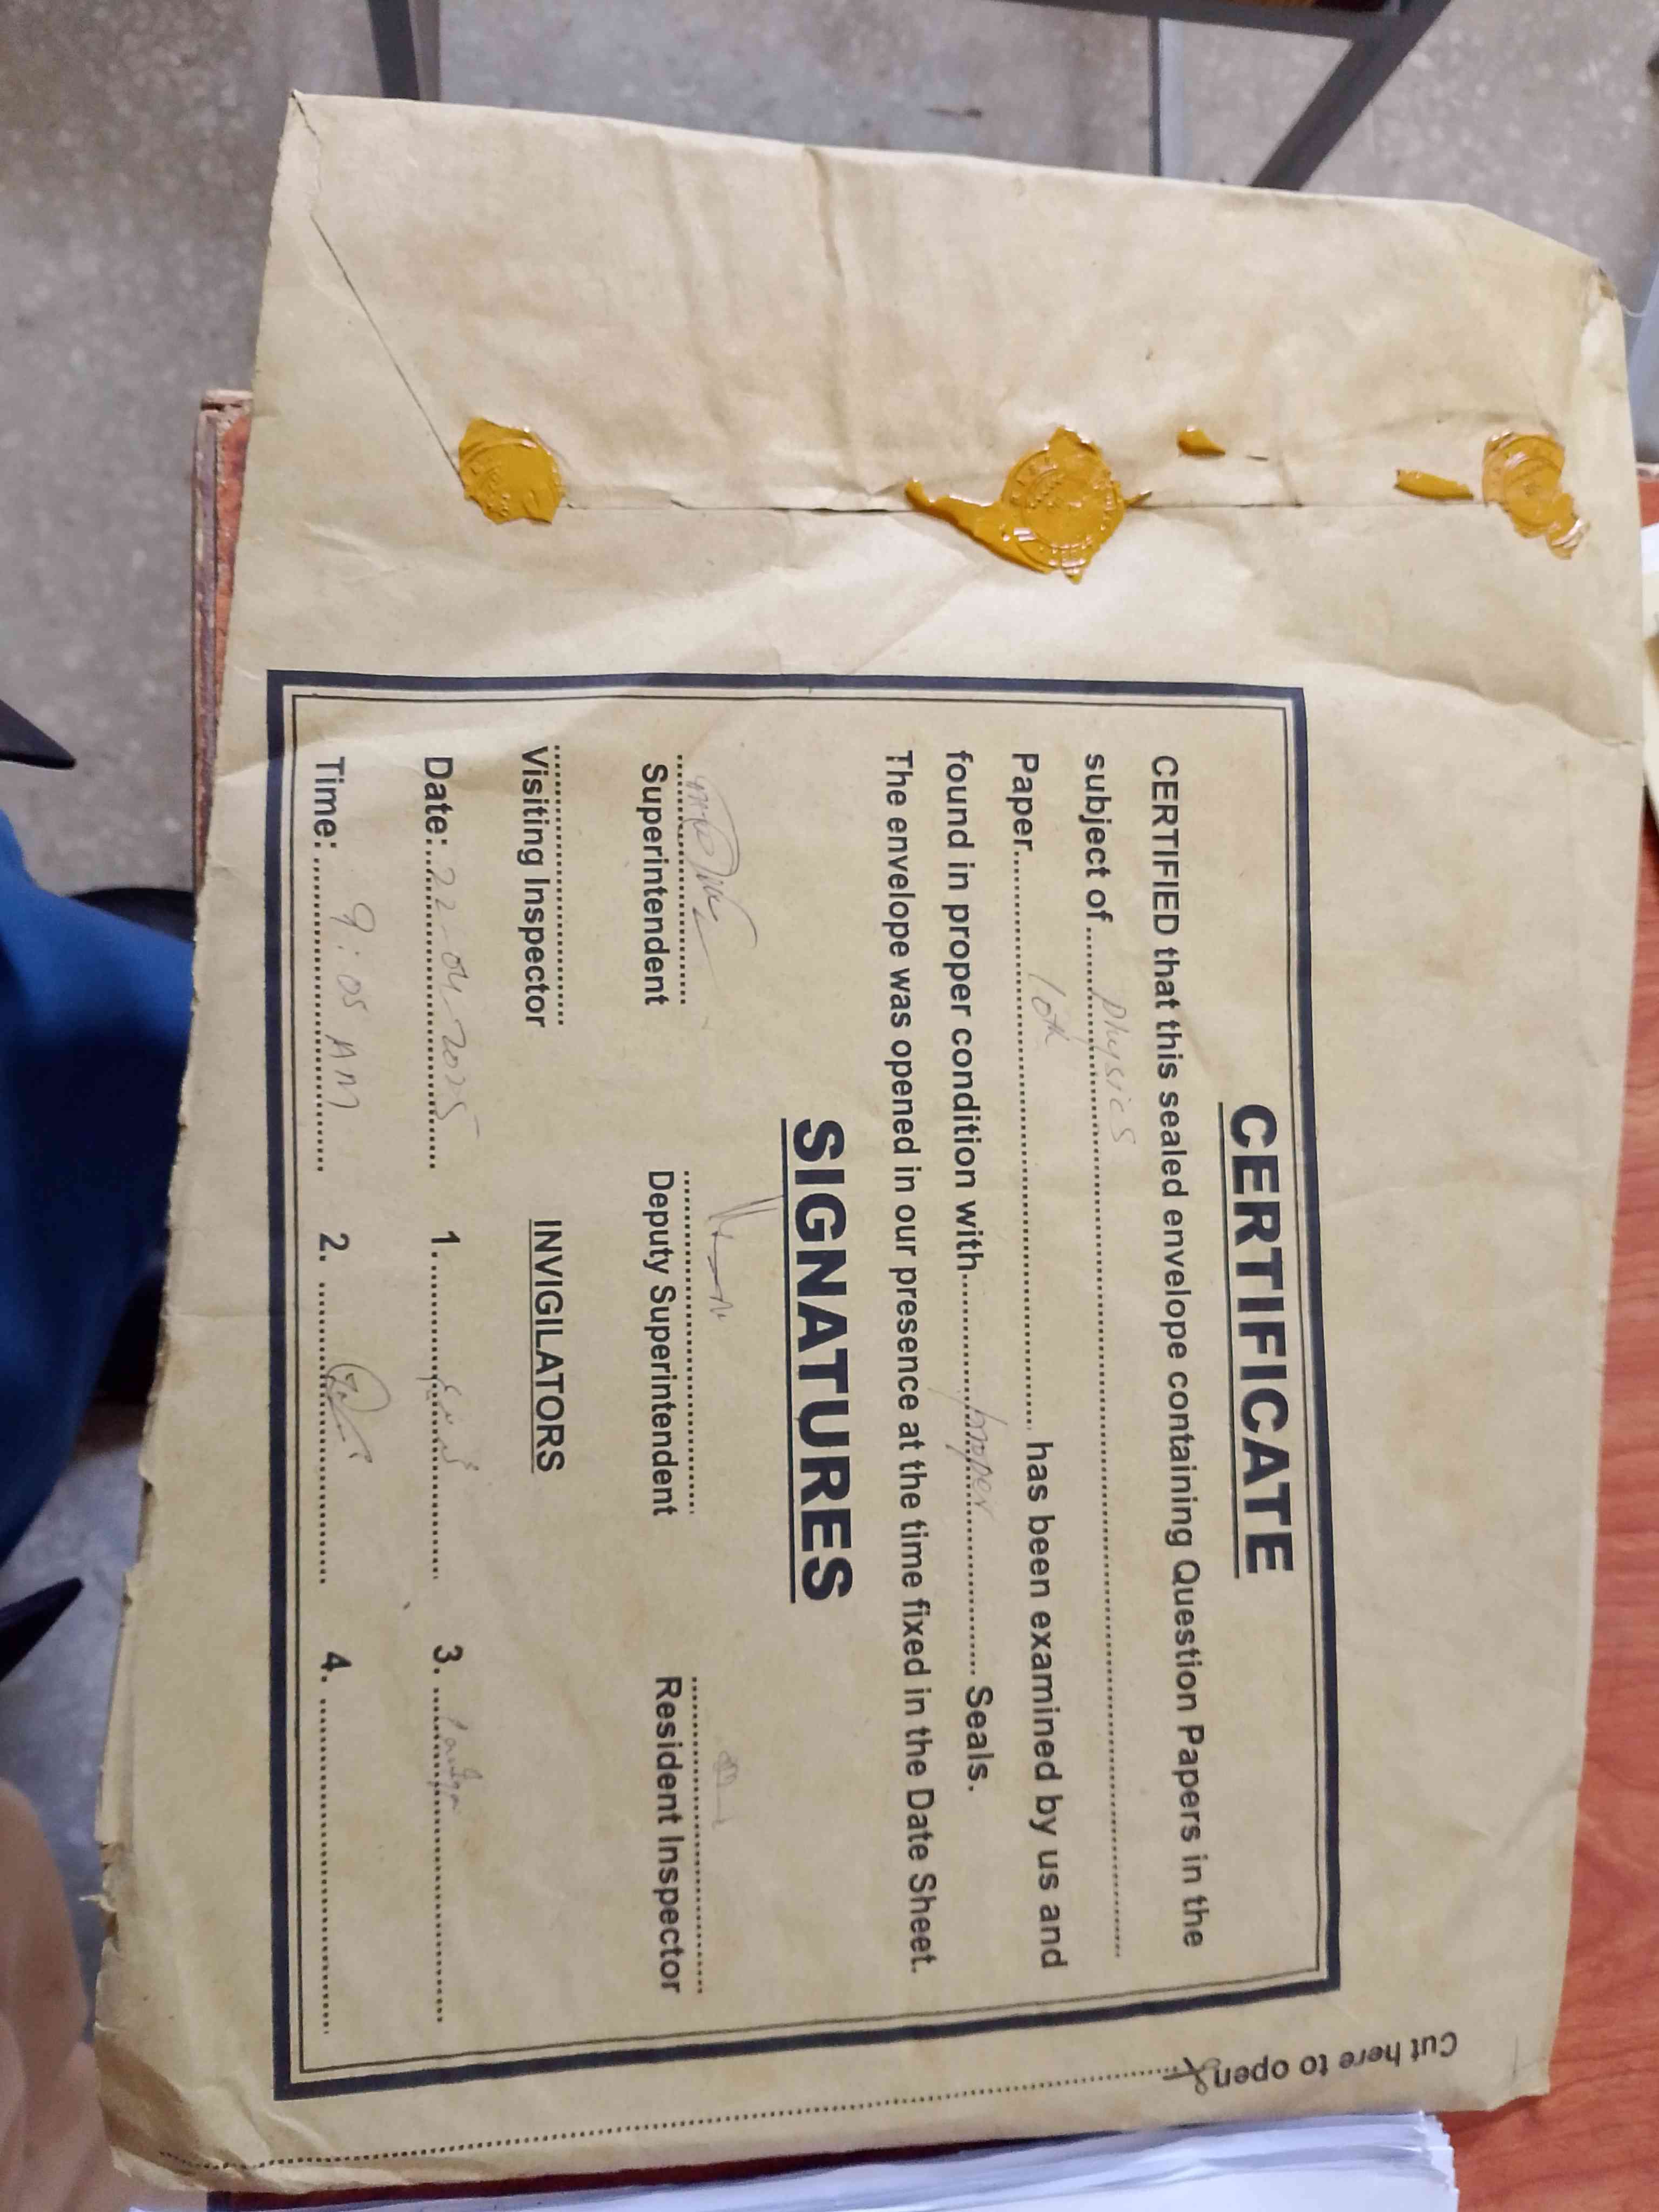 CERTIFICATE
CERTIFIED that this sealed envelope containing Question Papers in the
subject of..........Physics..........
Paper..........10th.......... has been examined by us and
found in proper condition with..........proper.......... Seals.
The envelope was opened in our presence at the time fixed in the Date Sheet.
SIGNATURES
Superintendent Deputy Superintendent Resident Inspector
Visiting Inspector INVIGILATORS
Date: 22-04-2025 1. 3.
Time: 9:05 AM 2. 4.
Cut here to open